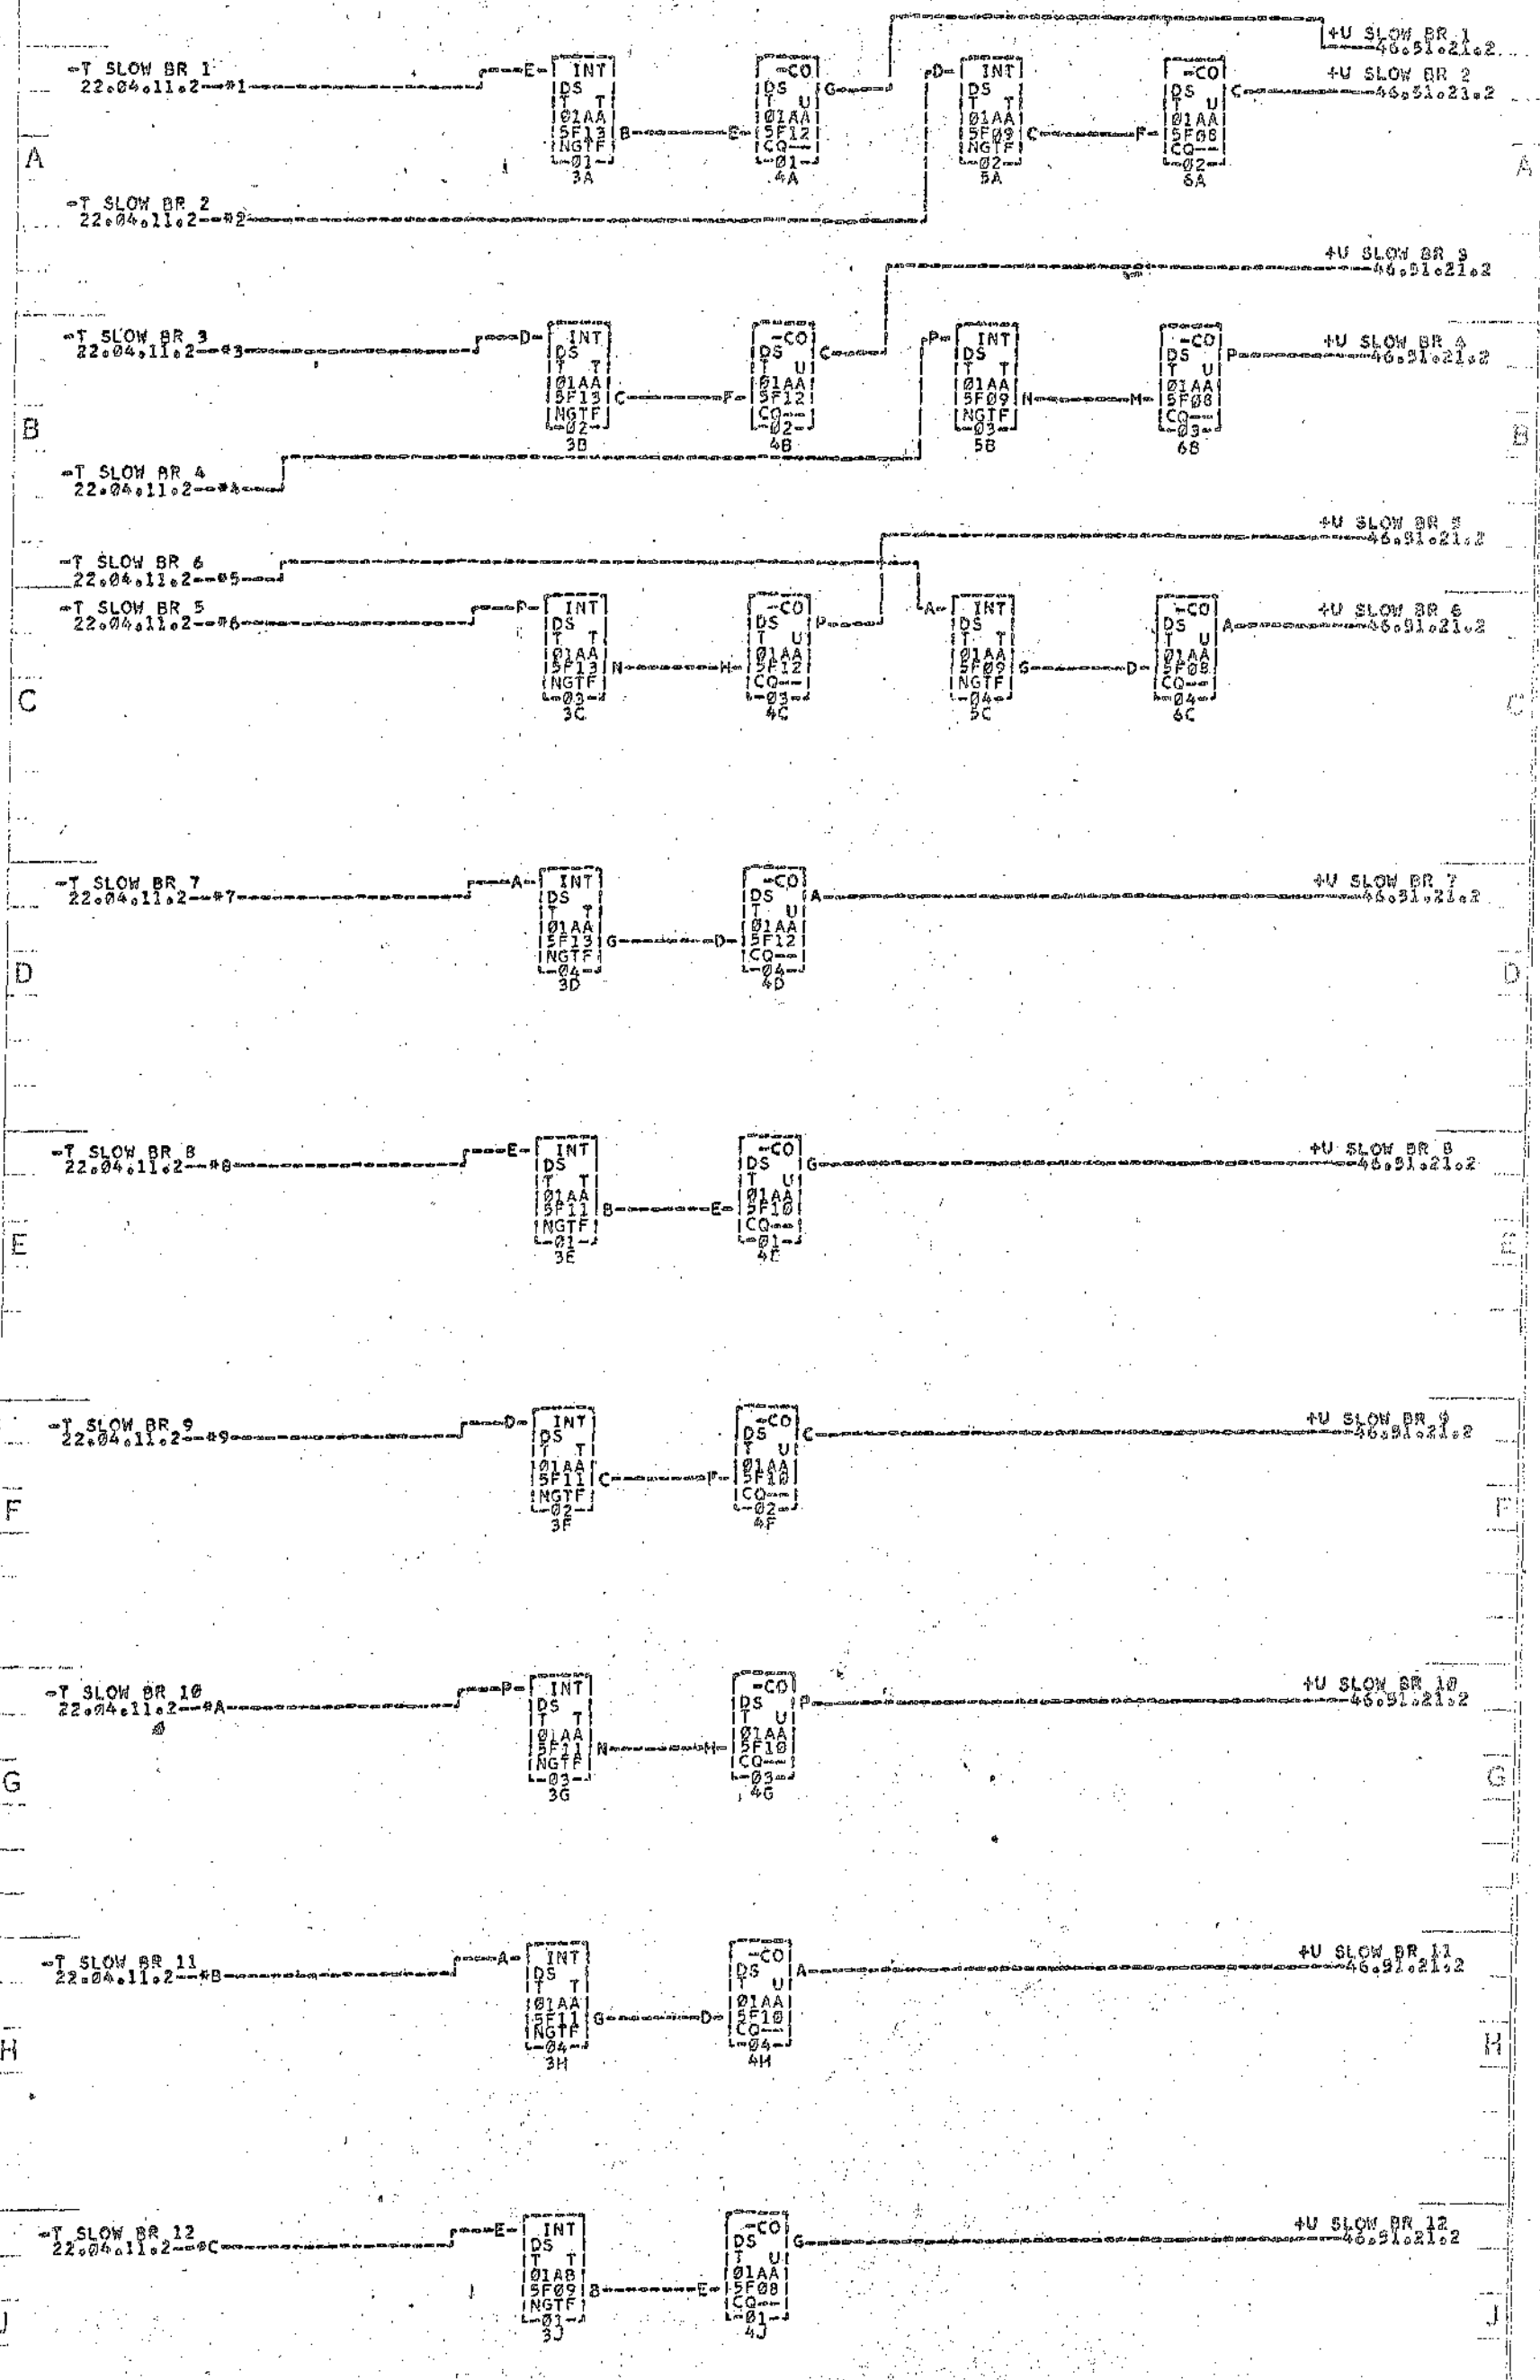 +U SLOW BR 1
46.51.21.2
-T SLOW BR 1
22.04.11.2--*1
E- INT
-CO
D- INT
-CO
+U SLOW BR 2
46.51.21.2
DS
DS G
DS
DS C
T T
T U
T T
T U
01AA
01AA
01AA
01AA
5F13 B E 5F12
5F09 C F 5F08
NGTF
CQ--
NGTF
CQ--
-01-
-01-
-02-
-02-
3A
4A
5A
6A
A
A
-T SLOW BR 2
22.04.11.2--*2
+U SLOW BR 3
46.51.21.2
-T SLOW BR 3
22.04.11.2--*3
D- INT
-CO
P- INT
-CO
+U SLOW BR 4
46.51.21.2
DS
DS C
DS
DS P
T T
T U
T T
T U
01AA
01AA
01AA
01AA
5F13 C F 5F12
5F09 N M 5F08
NGTF
CQ--
NGTF
CQ--
-02-
-02-
-03-
-03-
3B
4B
5B
6B
B
B
-T SLOW BR 4
22.04.11.2--*4
+U SLOW BR 5
46.51.21.2
-T SLOW BR 6
22.04.11.2--*5
-T SLOW BR 5
22.04.11.2--*6
P- INT
-CO
A- INT
-CO
+U SLOW BR 6
46.51.21.2
DS
DS P
DS
DS A
T T
T U
T T
T U
01AA
01AA
01AA
01AA
5F13 N 5F12
5F09 G D 5F08
NGTF
CQ--
NGTF
CQ--
-03-
-03-
-04-
-04-
3C
4C
5C
6C
C
C
-T SLOW BR 7
22.04.11.2--*7
A- INT
-CO
+U SLOW BR 7
46.51.21.2
DS
DS A
T T
T U
01AA
01AA
5F13 G D 5F12
NGTF
CQ--
-04-
-04-
3D
4D
D
D
-T SLOW BR 8
22.04.11.2--*8
E- INT
-CO
+U SLOW BR 8
46.51.21.2
DS
DS G
T T
T U
01AA
01AA
5F11 B E 5F10
NGTF
CQ--
-01-
-01-
3E
4E
E
E
-T SLOW BR 9
22.04.11.2--*9
D- INT
-CO
+U SLOW BR 9
46.51.21.2
DS
DS C
T T
T U
01AA
01AA
5F11 C F 5F10
NGTF
CQ--
-02-
-02-
3F
4F
F
F
-T SLOW BR 10
22.04.11.2--*A
P- INT
-CO
+U SLOW BR 10
46.51.21.2
DS
DS P
T T
T U
01AA
01AA
5F11 N 5F10
NGTF
CQ--
-03-
-03-
3G
4G
G
G
-T SLOW BR 11
22.04.11.2--*B
A- INT
-CO
+U SLOW BR 11
46.51.21.2
DS
DS A
T T
T U
01AA
01AA
5F11 G D 5F10
NGTF
CQ--
-04-
-04-
3H
4H
H
H
-T SLOW BR 12
22.04.11.2--*C
E- INT
-CO
+U SLOW BR 12
46.51.21.2
DS
DS G
T T
T U
01AB
01AA
5F09 B E 5F08
NGTF
CQ--
-01-
-01-
3J
4J
J
J